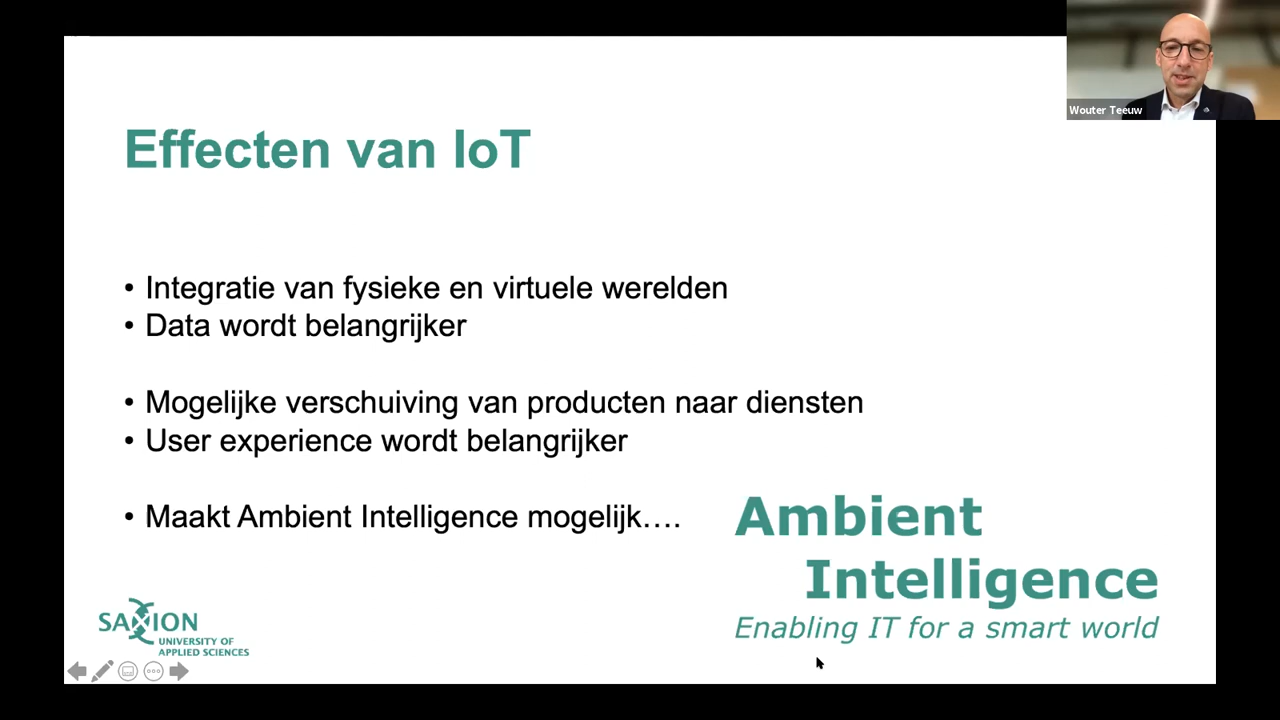 Wouter Teeuw
Effecten van IoT
• Integratie van fysieke en virtuele werelden
• Data wordt belangrijker
• Mogelijke verschuiving van producten naar diensten
• User experience wordt belangrijker
• Maakt Ambient Intelligence mogelijk….
Ambient
Intelligence
Enabling IT for a smart world
SAXION
UNIVERSITY OF
APPLIED SCIENCES